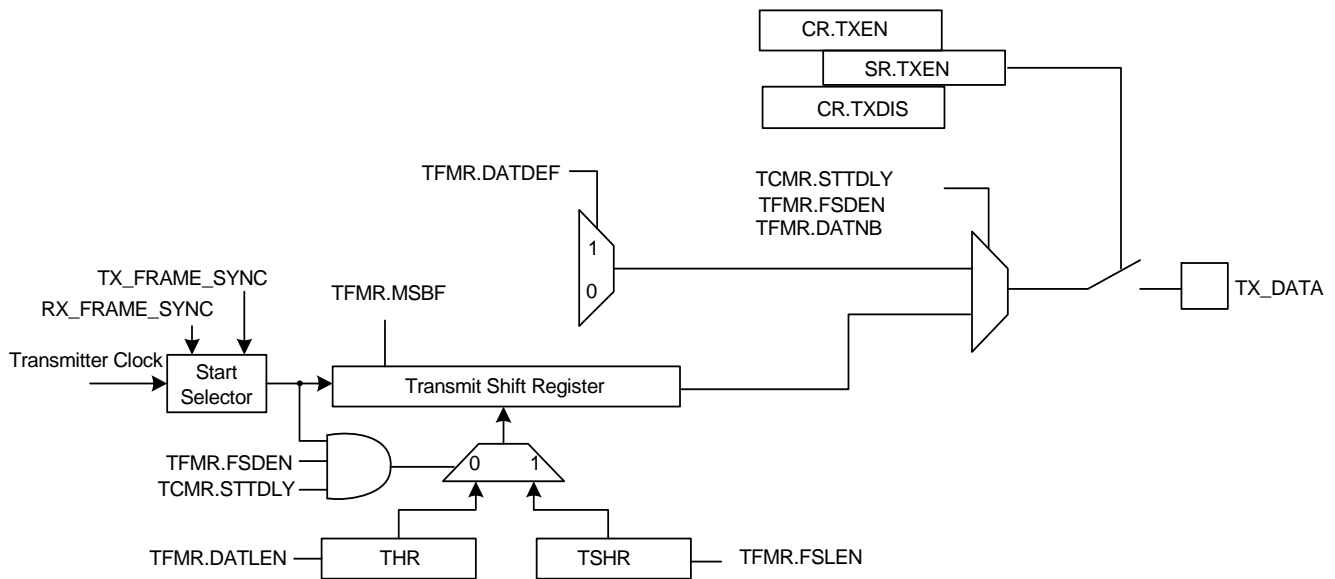 CR.TXEN
SR.TXEN
CR.TXDIS
TFMR.DATDEF
TCMR.STTDLY
TFMR.FSDEN
TFMR.DATNB
1
0
TX_FRAME_SYNC
RX_FRAME_SYNC
TFMR.MSBF
TX_DATA
Transmitter Clock
Start
Selector
Transmit Shift Register
TFMR.FSDEN
TCMR.STTDLY
0 1
TFMR.DATLEN
THR
TSHR
TFMR.FSLEN